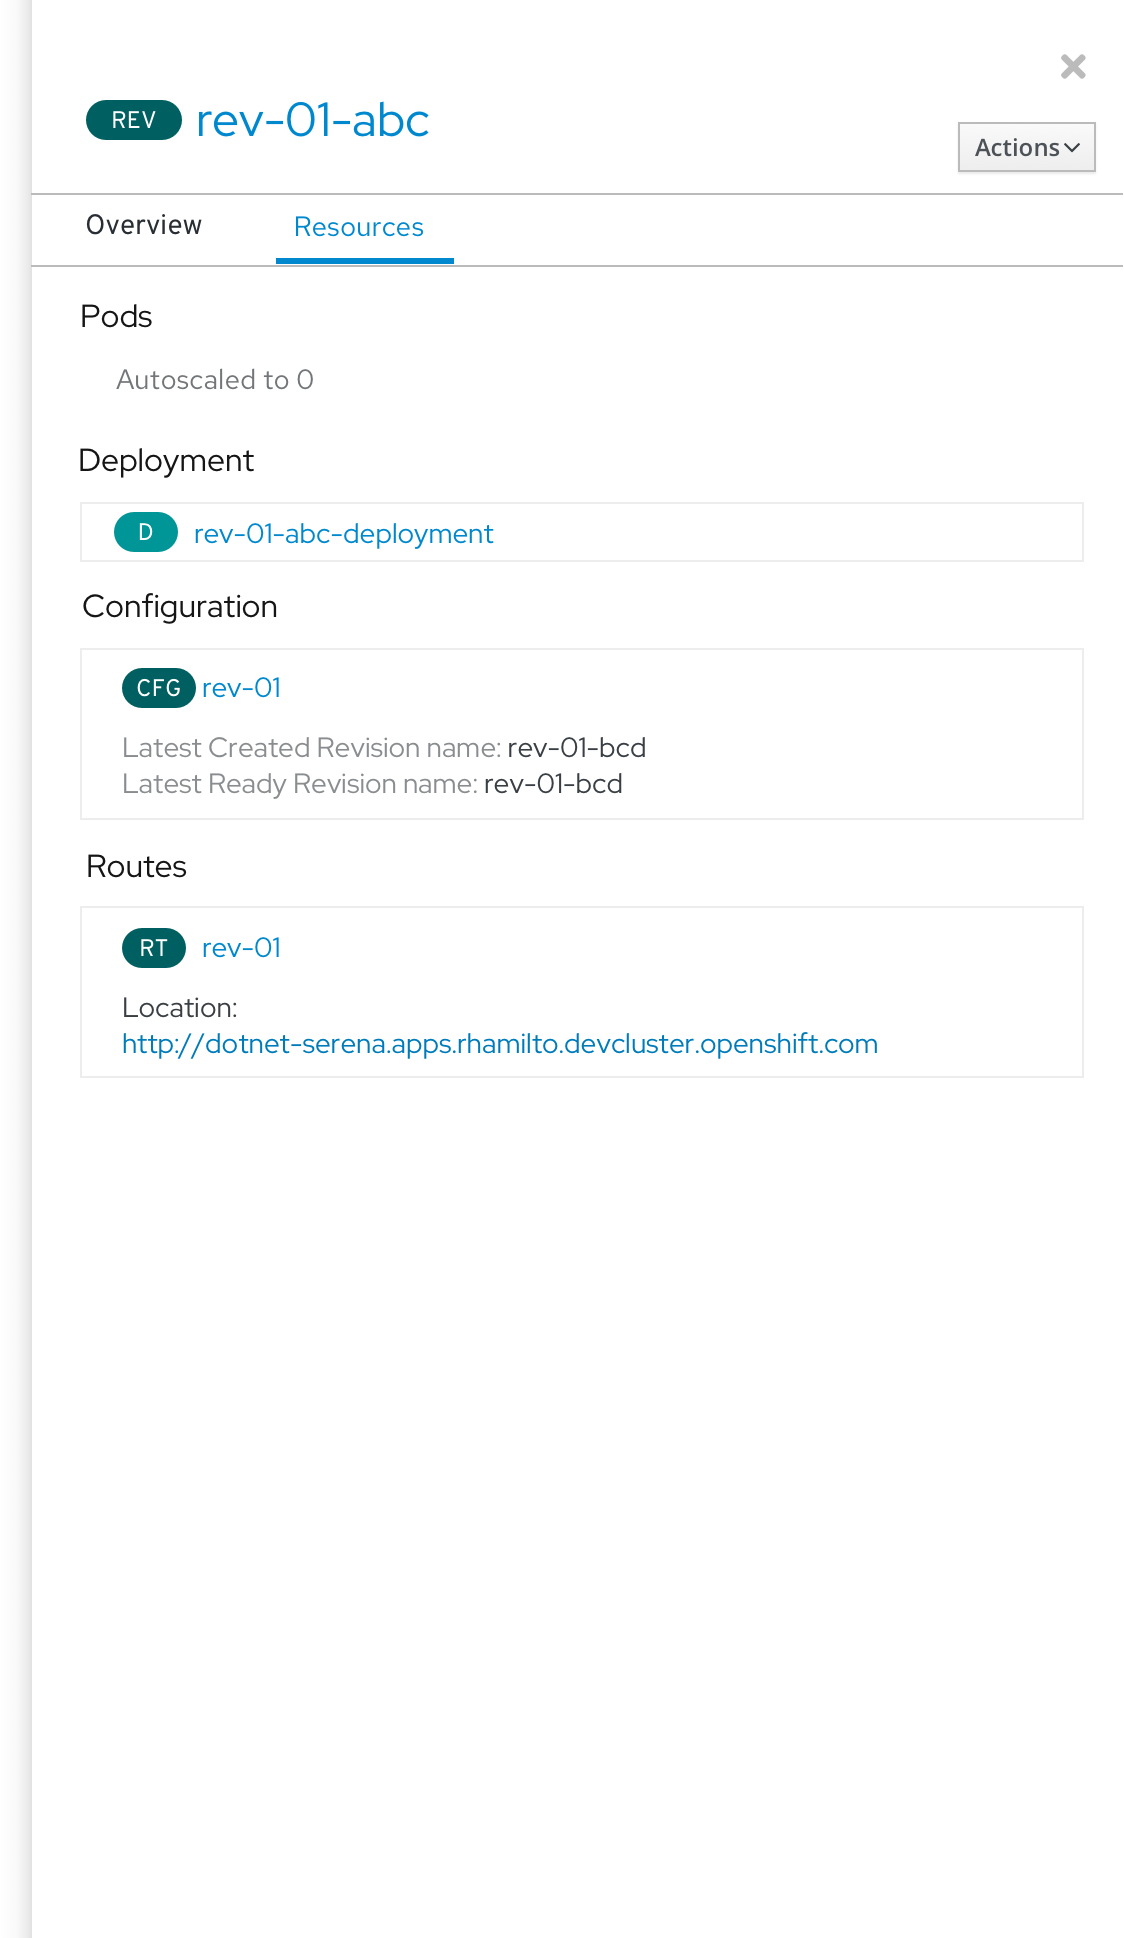 REV rev-01-abc
Actions
Overview Resources
Pods
Autoscaled to 0
Deployment
D rev-01-abc-deployment
Configuration
CFG rev-01
Latest Created Revision name: rev-01-bcd
Latest Ready Revision name: rev-01-bcd
Routes
RT rev-01
Location:
http://dotnet-serena.apps.rhamilto.devcluster.openshift.com